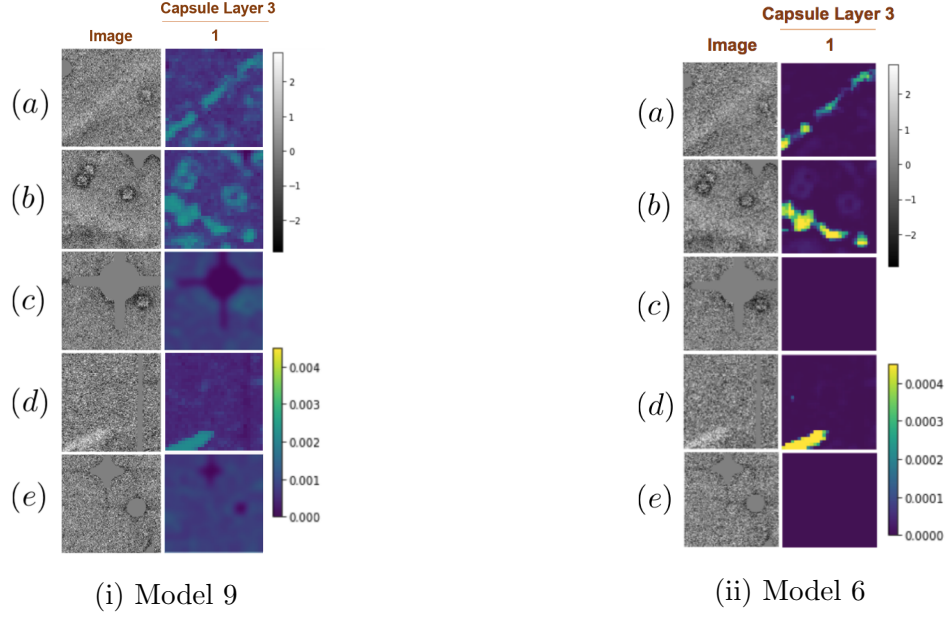 Capsule Layer 3
Image 1
(a)
2
1
0
−1
−2
(b)
(c)
(d)
0.004
0.003
0.002
0.001
0.000
(e)
(i) Model 9
Capsule Layer 3
Image 1
(a)
2
1
0
−1
−2
(b)
(c)
(d)
0.0004
0.0003
0.0002
0.0001
0.0000
(e)
(ii) Model 6